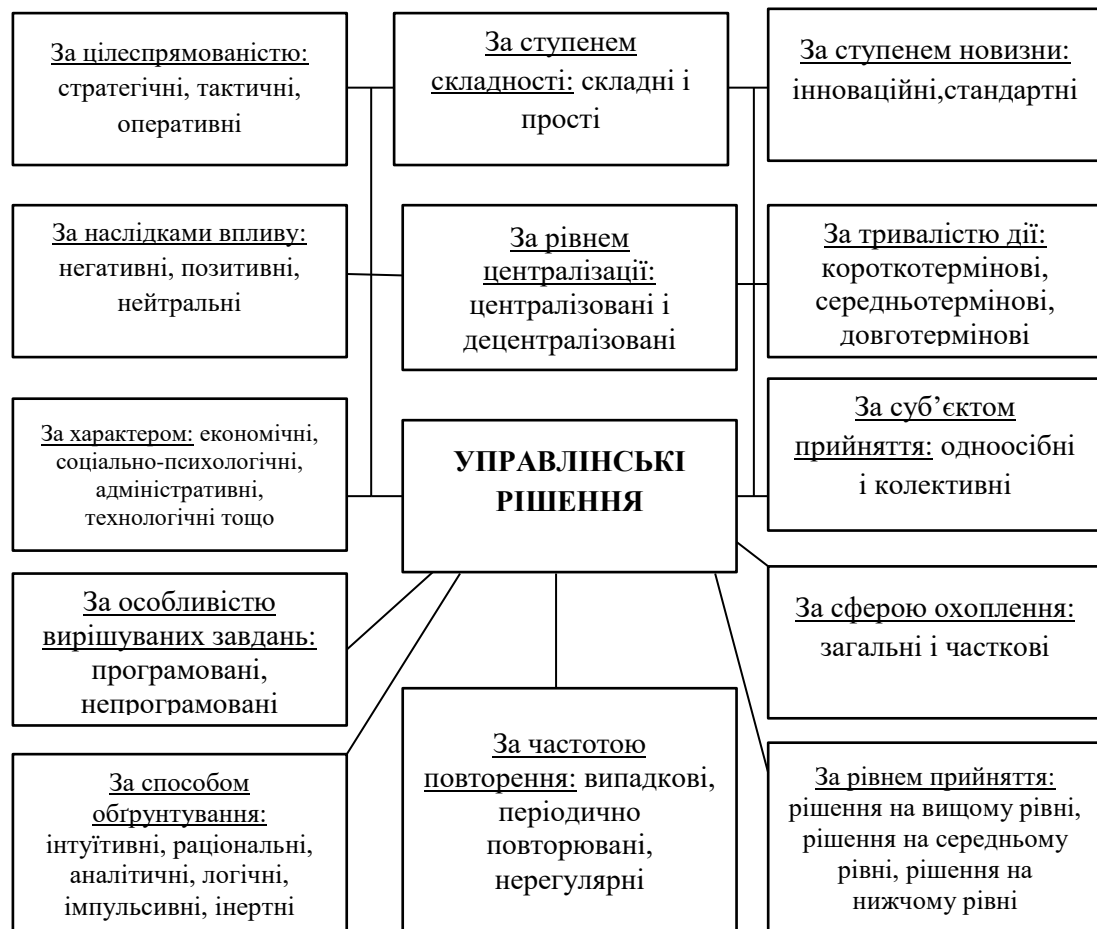 За цілеспрямованістю:
стратегічні, тактичні,
оперативні
За ступенем
складності: складні і
прості
За ступенем новизни:
інноваційні,стандартні
За наслідками впливу:
негативні, позитивні,
нейтральні
За рівнем
централізації:
централізовані і
децентралізовані
За тривалістю дії:
короткотермінові,
середньотермінові,
довготермінові
За характером: економічні,
соціально-психологічні,
адміністративні,
технологічні тощо
УПРАВЛІНСЬКІ
РІШЕННЯ
За суб’єктом
прийняття: одноосібні
і колективні
За особливістю
вирішуваних завдань:
програмовані,
непрограмовані
За сферою охоплення:
загальні і часткові
За способом
обґрунтування:
інтуїтивні, раціональні,
аналітичні, логічні,
імпульсивні, інертні
За частотою
повторення: випадкові,
періодично
повторювані,
нерегулярні
За рівнем прийняття:
рішення на вищому рівні,
рішення на середньому
рівні, рішення на
нижчому рівні